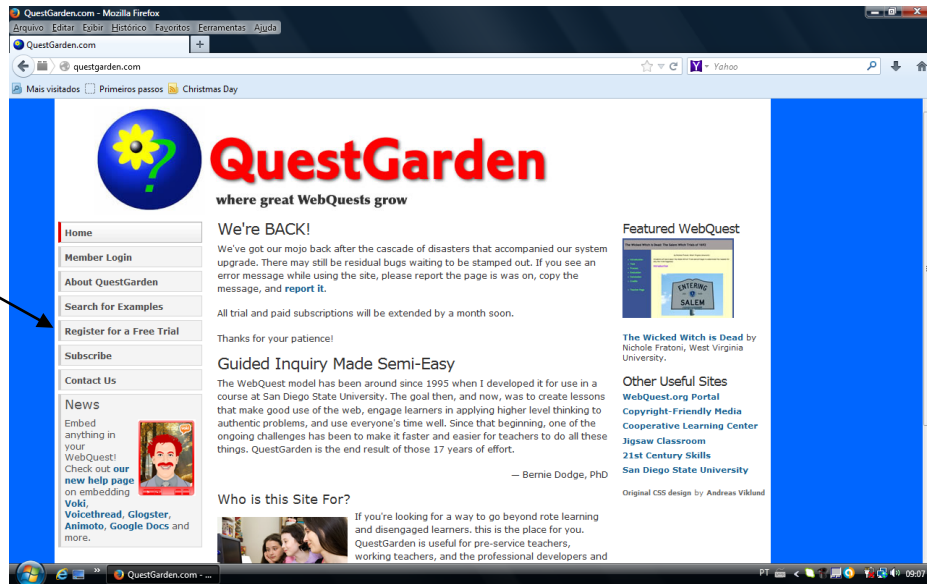 QuestGarden.com - Mozilla Firefox
Arquivo Editar Exibir Histórico Favoritos Ferramentas Ajuda
QuestGarden.com
questgarden.com
Yahoo
Mais visitados Primeiros passos Christmas Day
?
QuestGarden
where great WebQuests grow
Home
Member Login
About QuestGarden
Search for Examples
Register for a Free Trial
Subscribe
Contact Us
News
Embed
anything in
your
WebQuest!
Check out our
new help page
on embedding
Voki,
Voicethread, Glogster,
Animoto, Google Docs and
more.
We're BACK!
We've got our mojo back after the cascade of disasters that accompanied our system
upgrade. There may still be residual bugs waiting to be stamped out. If you see an
error message while using the site, please report the page is was on, copy the
message, and report it.
All trial and paid subscriptions will be extended by a month soon.
Thanks for your patience!
Guided Inquiry Made Semi-Easy
The WebQuest model has been around since 1995 when I developed it for use in a
course at San Diego State University. The goal then, and now, was to create lessons
that make good use of the web, engage learners in applying higher level thinking to
authentic problems, and use everyone's time well. Since that beginning, one of the
ongoing challenges has been to make it faster and easier for teachers to do all these
things. QuestGarden is the end result of those 17 years of effort.
— Bernie Dodge, PhD
Who is this Site For?
If you're looking for a way to go beyond rote learning
and disengaged learners. this is the place for you.
QuestGarden is useful for pre-service teachers,
working teachers, and the professional developers and
Featured WebQuest
ENTERING
SALEM
The Wicked Witch is Dead by
Nichole Fratoni, West Virginia
University.
Other Useful Sites
WebQuest.org Portal
Copyright-Friendly Media
Cooperative Learning Center
Jigsaw Classroom
21st Century Skills
San Diego State University
Original CSS design by Andreas Viklund
QuestGarden.com - ...
PT
09:07